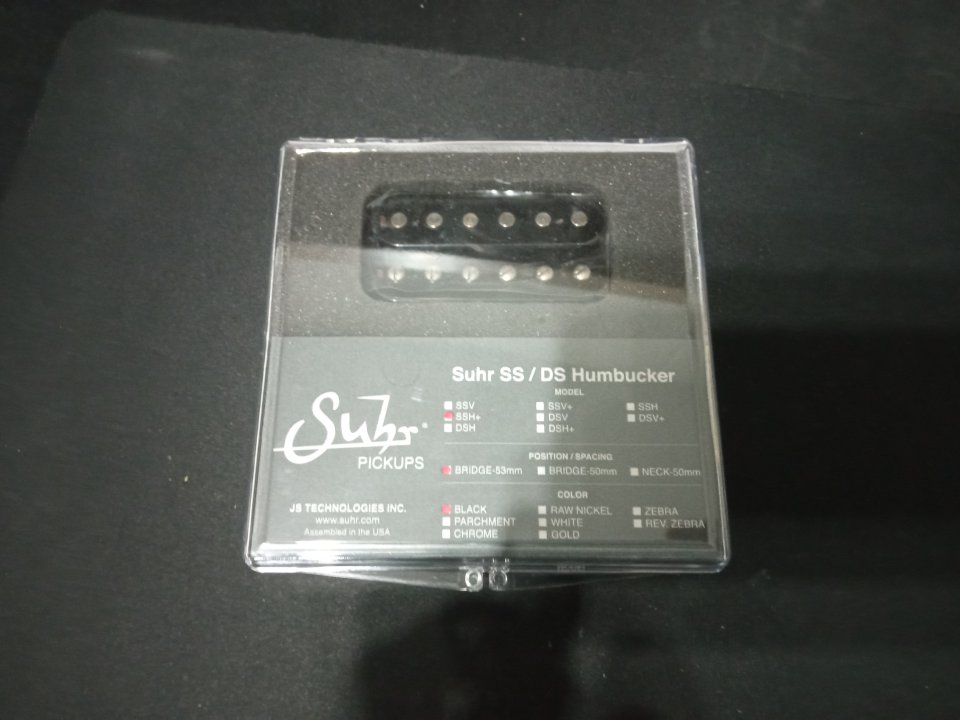 Suhr SS / DS Humbucker
MODEL
SSV SSV+ SSH
SSH+ DSV DSV+
DSH DSH+
Suhr®
PICKUPS
POSITION / SPACING
BRIDGE-53mm BRIDGE-50mm NECK-50mm
COLOR
BLACK RAW NICKEL ZEBRA
PARCHMENT WHITE REV. ZEBRA
CHROME GOLD
JS TECHNOLOGIES INC.
www.suhr.com
Assembled in the USA